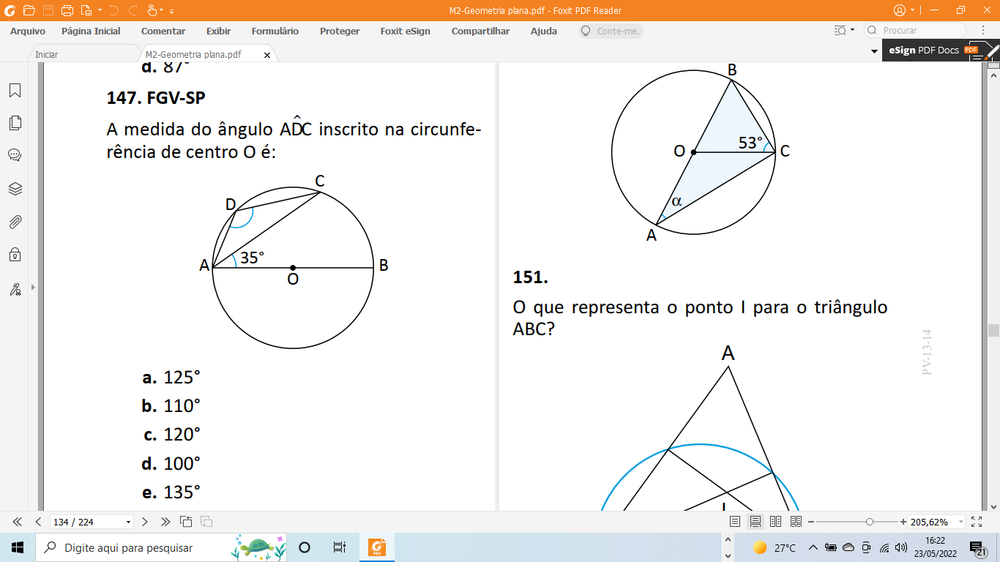 M2-Geometria plana.pdf - Foxit PDF Reader
Arquivo Página Inicial Comentar Exibir Formulário Proteger Foxit eSign Compartilhar Ajuda Conte-me. Procurar
Iniciar M2-Geometria plana.pdf
eSign PDF Docs PDF
d. 87°
147. FGV-SP
A medida do ângulo AD̂C inscrito na circunfe-
rência de centro O é:
C
D
A 35° B
O
a. 125°
b. 110°
c. 120°
d. 100°
e. 135°
B
53°
O C
α
A
151.
O que representa o ponto I para o triângulo
ABC?
PV-13-14
A
I
134 / 224
205,62%
Digite aqui para pesquisar
PDF
27°C
16:22
23/05/2022
21